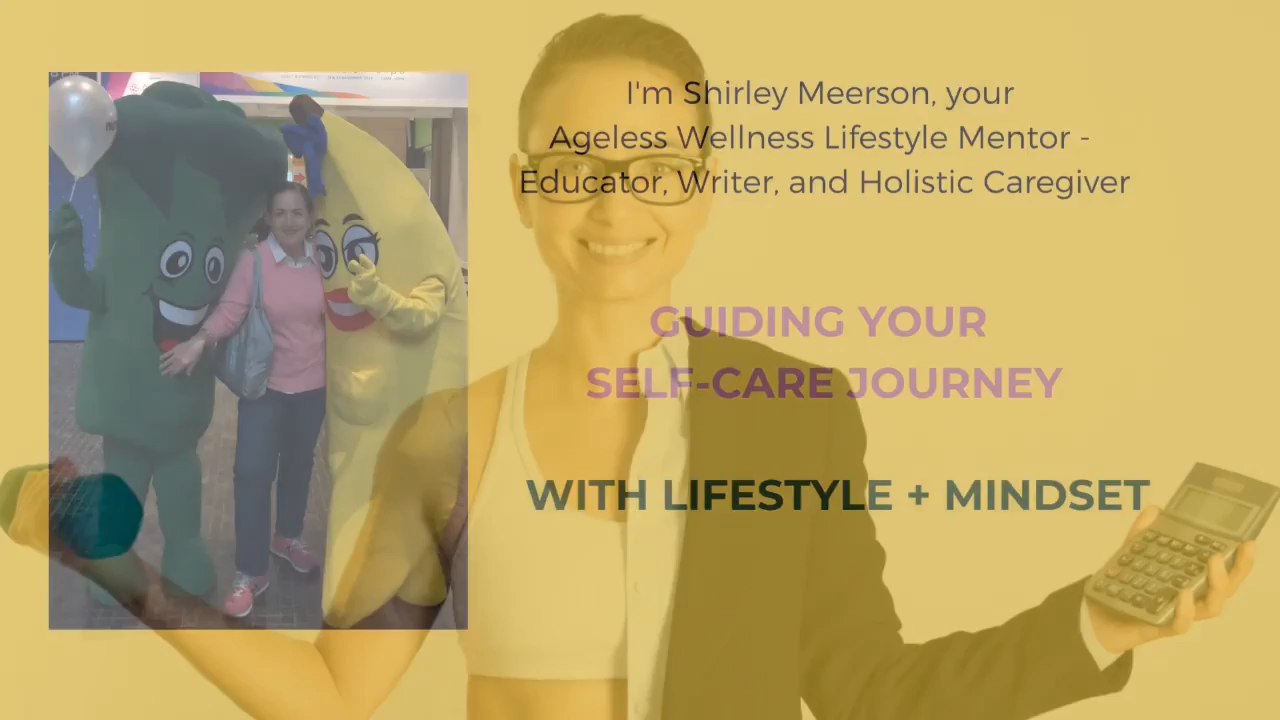 I'm Shirley Meerson, your
Ageless Wellness Lifestyle Mentor -
Educator, Writer, and Holistic Caregiver
GUIDING YOUR
SELF-CARE JOURNEY
WITH LIFESTYLE + MINDSET